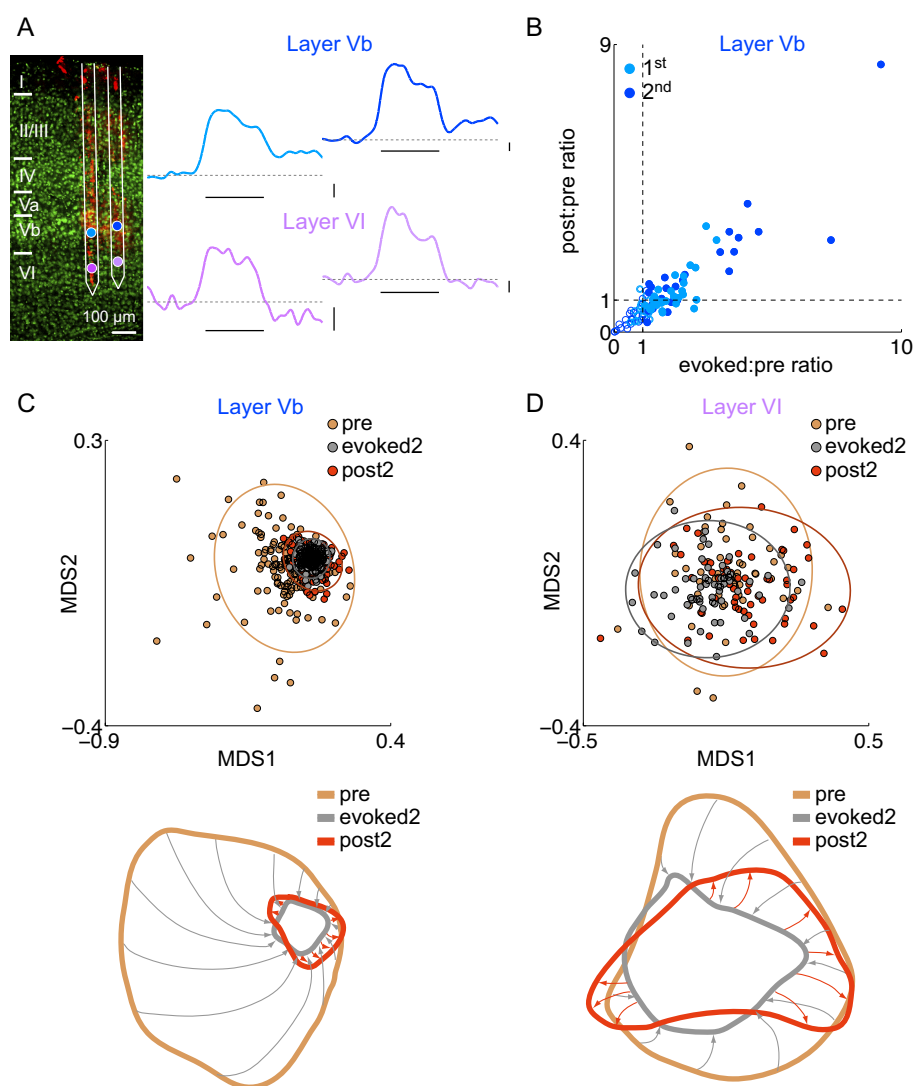 A
Layer Vb
I
II/III
IV
Va
Vb
VI
100 µm
Layer VI
B
Layer Vb
9
1st
2nd
post:pre ratio
1
0
0
1
10
evoked:pre ratio
C
Layer Vb
pre
evoked2
post2
0.3
MDS2
−0.4
−0.9
0.4
MDS1
D
Layer VI
pre
evoked2
post2
0.4
MDS2
−0.4
−0.5
0.5
MDS1
pre
evoked2
post2
pre
evoked2
post2